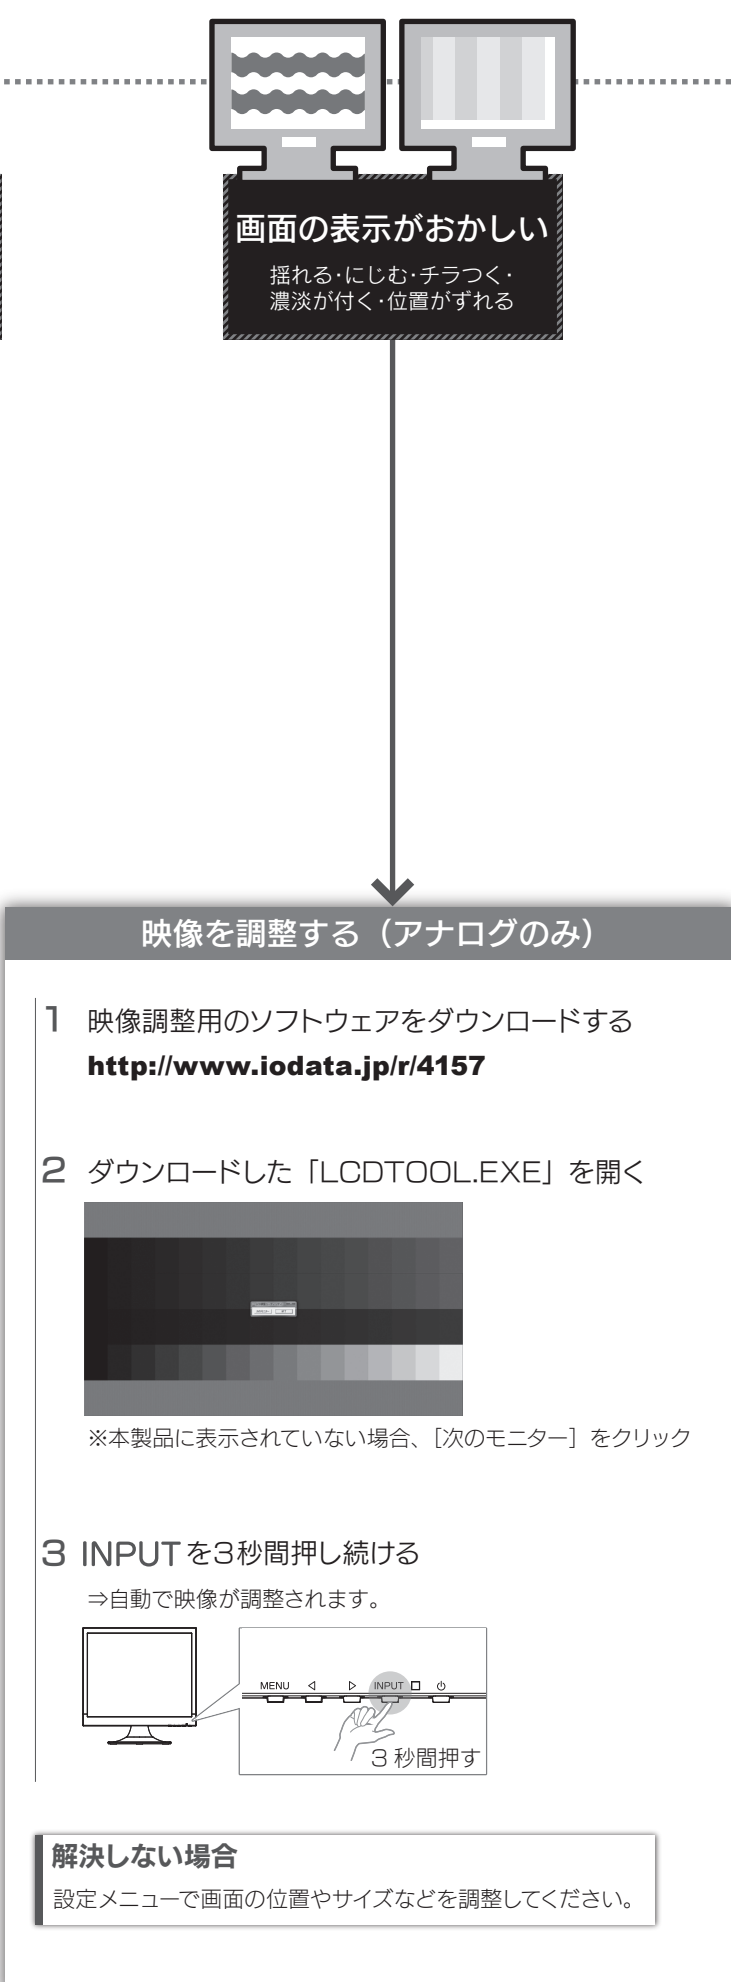 画面の表示がおかしい
揺れる・にじむ・チラつく・
濃淡が付く・位置がずれる
映像を調整する（アナログのみ）
1 映像調整用のソフトウェアをダウンロードする
http://www.iodata.jp/r/4157
2 ダウンロードした「LCDTOOL.EXE」を開く
※本製品に表示されていない場合、［次のモニター］をクリック
3 INPUTを3秒間押し続ける
⇒自動で映像が調整されます。
MENU ◁ ▷ INPUT
3秒間押す
解決しない場合
設定メニューで画面の位置やサイズなどを調整してください。